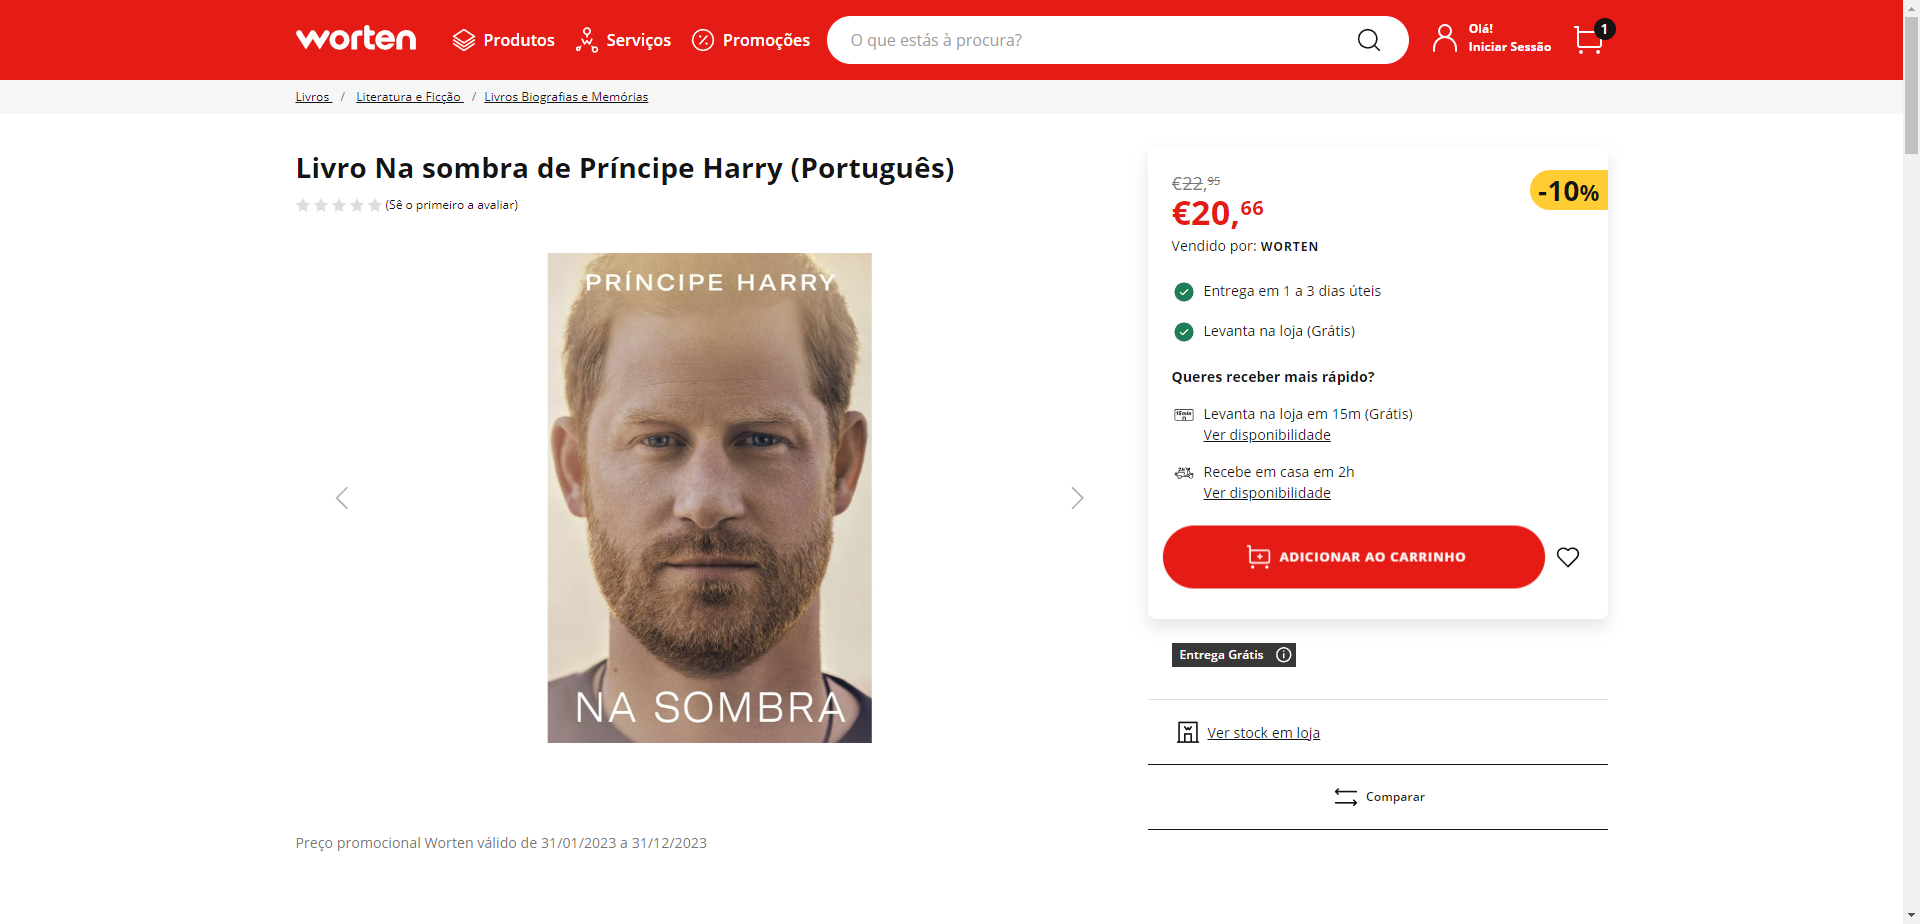 worten
Produtos
Serviços
Promoções
O que estás à procura?
Olá!
Iniciar Sessão
1
Livros / Literatura e Ficção / Livros Biografias e Memórias
Livro Na sombra de Príncipe Harry (Português)
(Sê o primeiro a avaliar)
PRÍNCIPE HARRY
NA SOMBRA
Preço promocional Worten válido de 31/01/2023 a 31/12/2023
€22,95
-10%
€20,66
Vendido por: WORTEN
Entrega em 1 a 3 dias úteis
Levanta na loja (Grátis)
Queres receber mais rápido?
Levanta na loja em 15m (Grátis)
Ver disponibilidade
Recebe em casa em 2h
Ver disponibilidade
ADICIONAR AO CARRINHO
Entrega Grátis
Ver stock em loja
Comparar